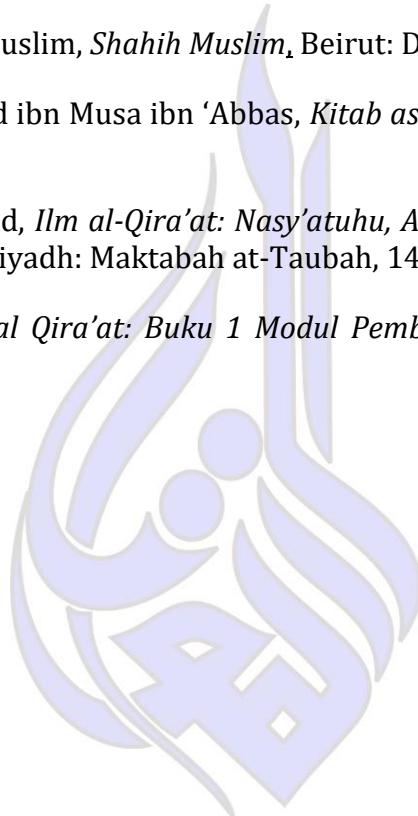 uslim, Shahih Muslim, Beirut: D
d ibn Musa ibn ‘Abbas, Kitab as
d, Ilm al-Qira’at: Nasy’atuhu, A
iyadh: Maktabah at-Taubah, 14
al Qira’at: Buku 1 Modul Pemb